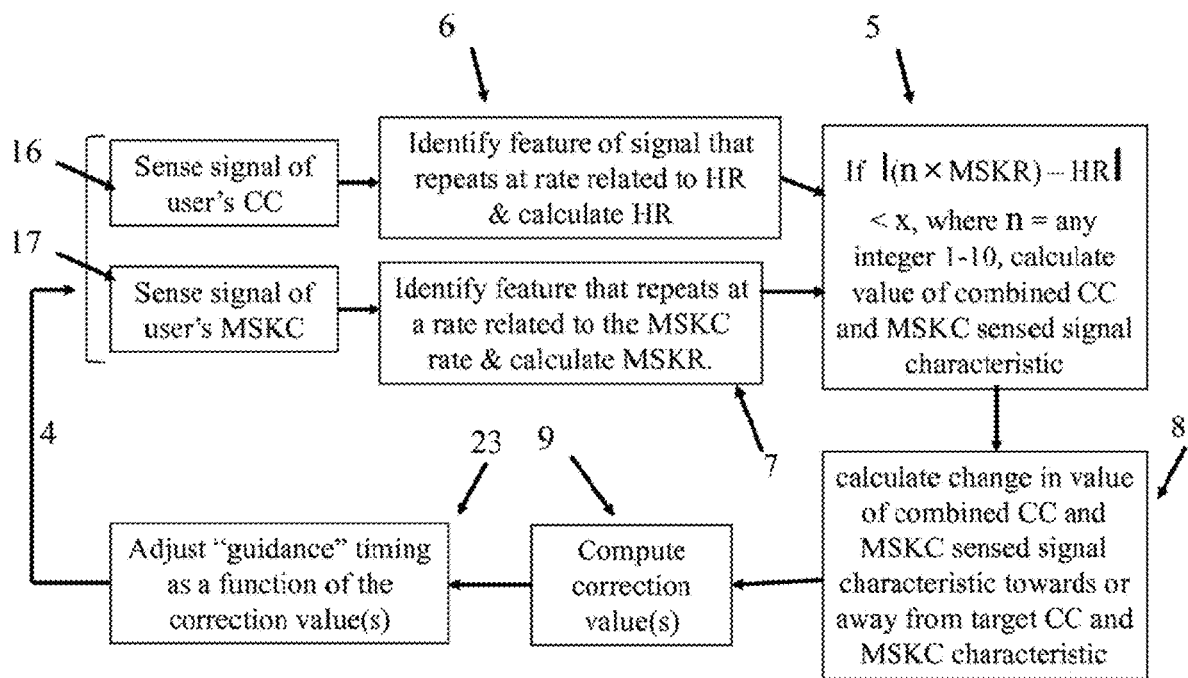 6
5
16
Sense signal of
user's CC
Identify feature of signal that
repeats at rate related to HR
& calculate HR
If |(n × MSKR) – HR|
< x, where n = any
integer 1-10, calculate
value of combined CC
and MSKC sensed signal
characteristic
17
Sense signal of
user's MSKC
Identify feature that repeats at
a rate related to the MSKC
rate & calculate MSKR.
4
23
9
7
8
Adjust "guidance" timing
as a function of the
correction value(s)
Compute
correction
value(s)
calculate change in value
of combined CC and
MSKC sensed signal
characteristic towards or
away from target CC and
MSKC characteristic